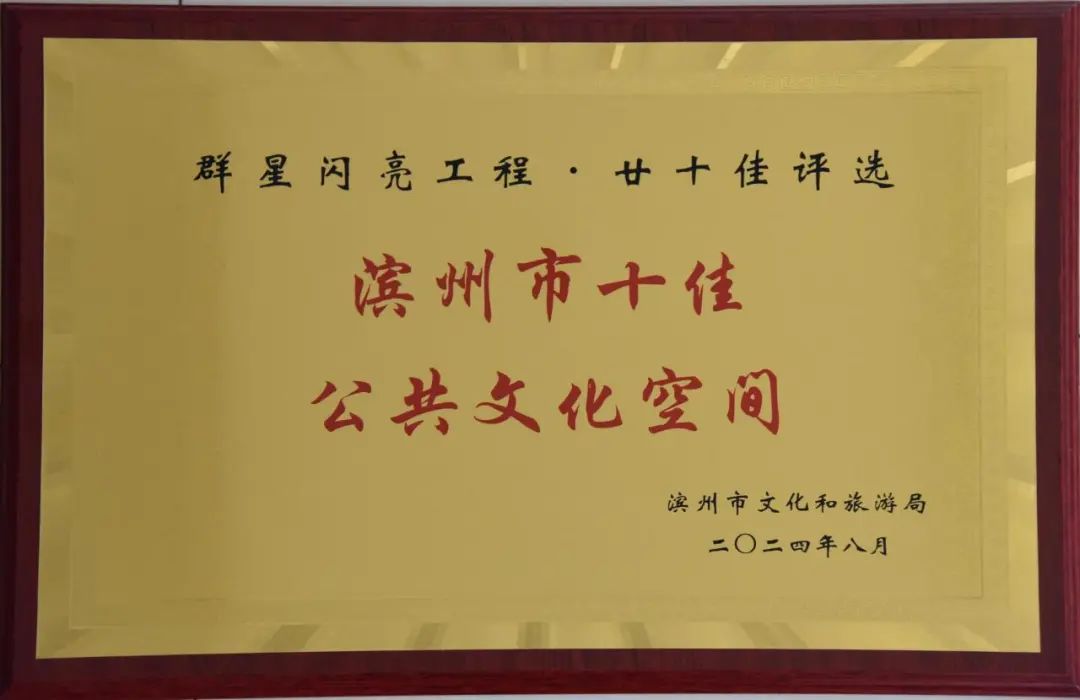 群星闪亮工程·廿十佳评选
滨州市十佳
公共文化空间
滨州市文化和旅游局
二〇二四年八月